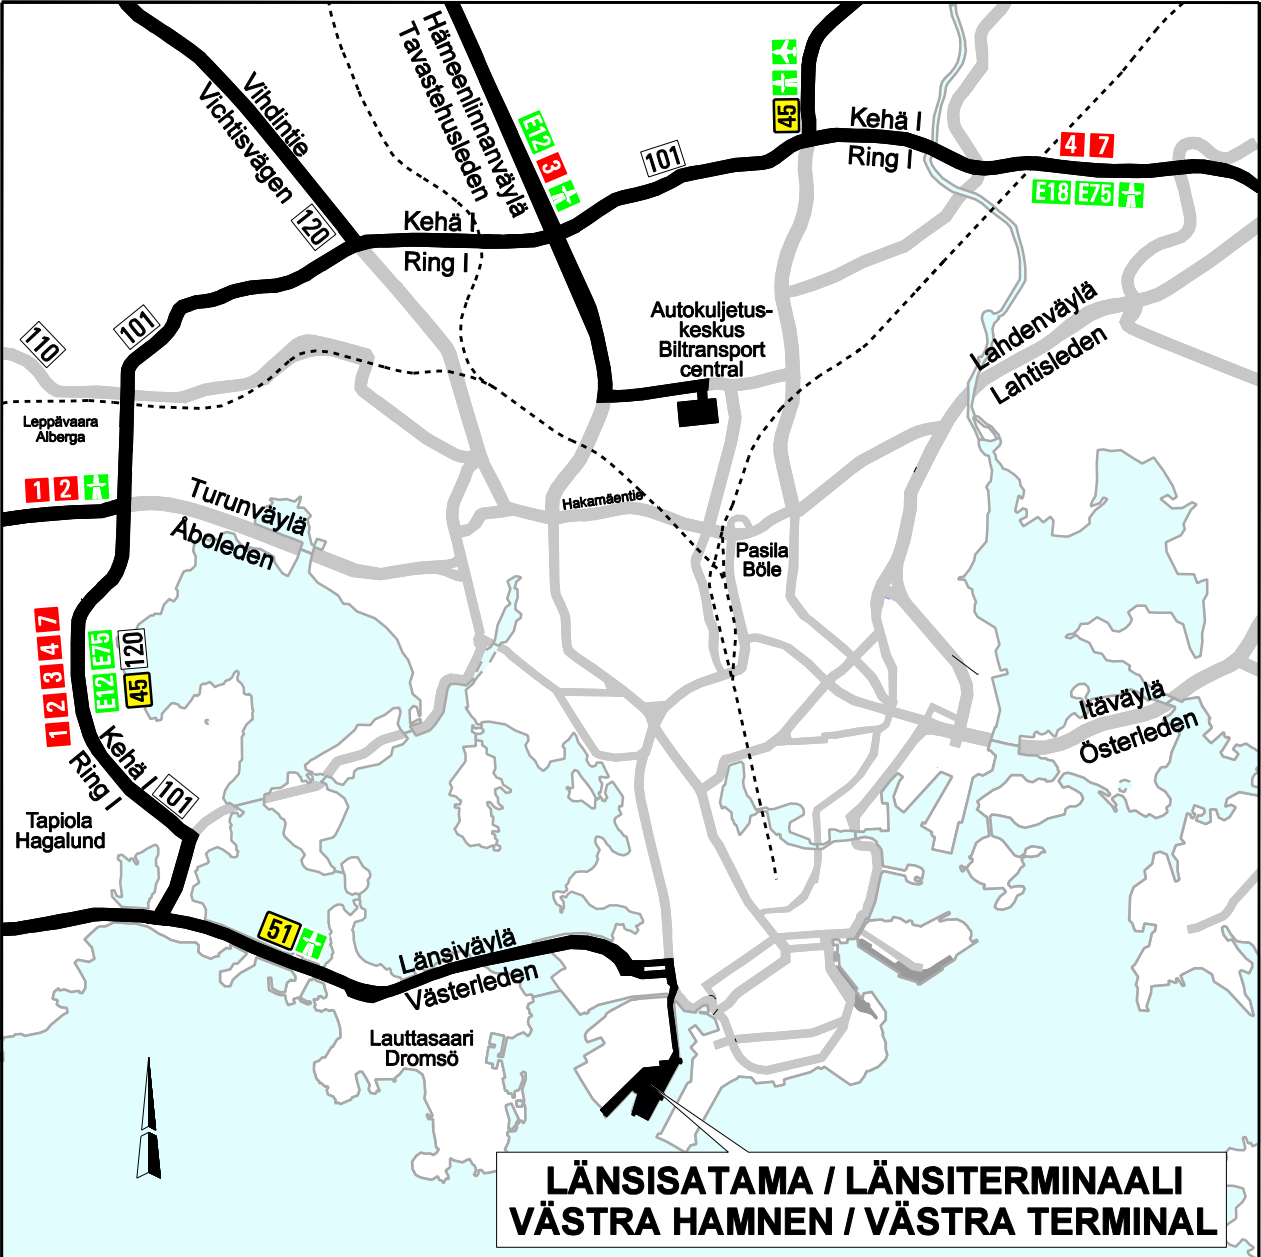 Vihdintie
Vichtisvägen
120
Hämeenlinnanväylä
Tavastehusleden
E12
3
45
Kehä I
Ring I
101
4
7
E18
E75
Kehä I
Ring I
101
110
Autokuljetus-
keskus
Biltransport
central
Lahdenväylä
Lahtisleden
Leppävaara
Alberga
1
2
Turunväylä
Åboleden
Hakamäentie
Pasila
Böle
1 2 3 4 7
E12 E75
45 120
Kehä I
Ring I
101
Itäväylä
Österleden
Tapiola
Hagalund
51
Länsiväylä
Västerleden
Lauttasaari
Dromsö
LÄNSISATAMA / LÄNSITERMINAALI
VÄSTRA HAMNEN / VÄSTRA TERMINAL